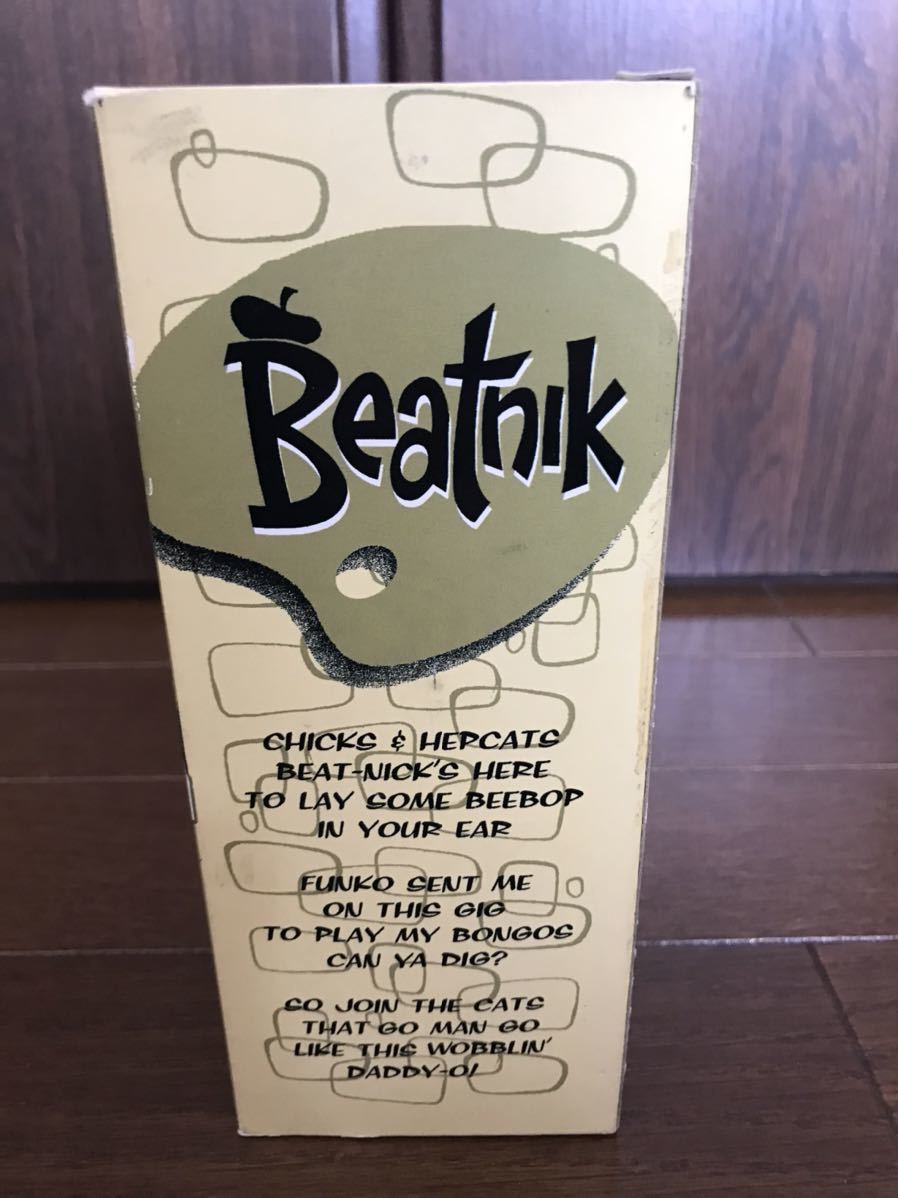 Beatnik
CHICKS & HEPCATS
BEAT-NICK'S HERE
TO LAY SOME BEEBOP
IN YOUR EAR
FUNKO SENT ME
ON THIS GIG
TO PLAY MY BONGOS
CAN YA DIG?
SO JOIN THE CATS
THAT GO MAN GO
LIKE THIS WOBBLIN'
DADDY-O!